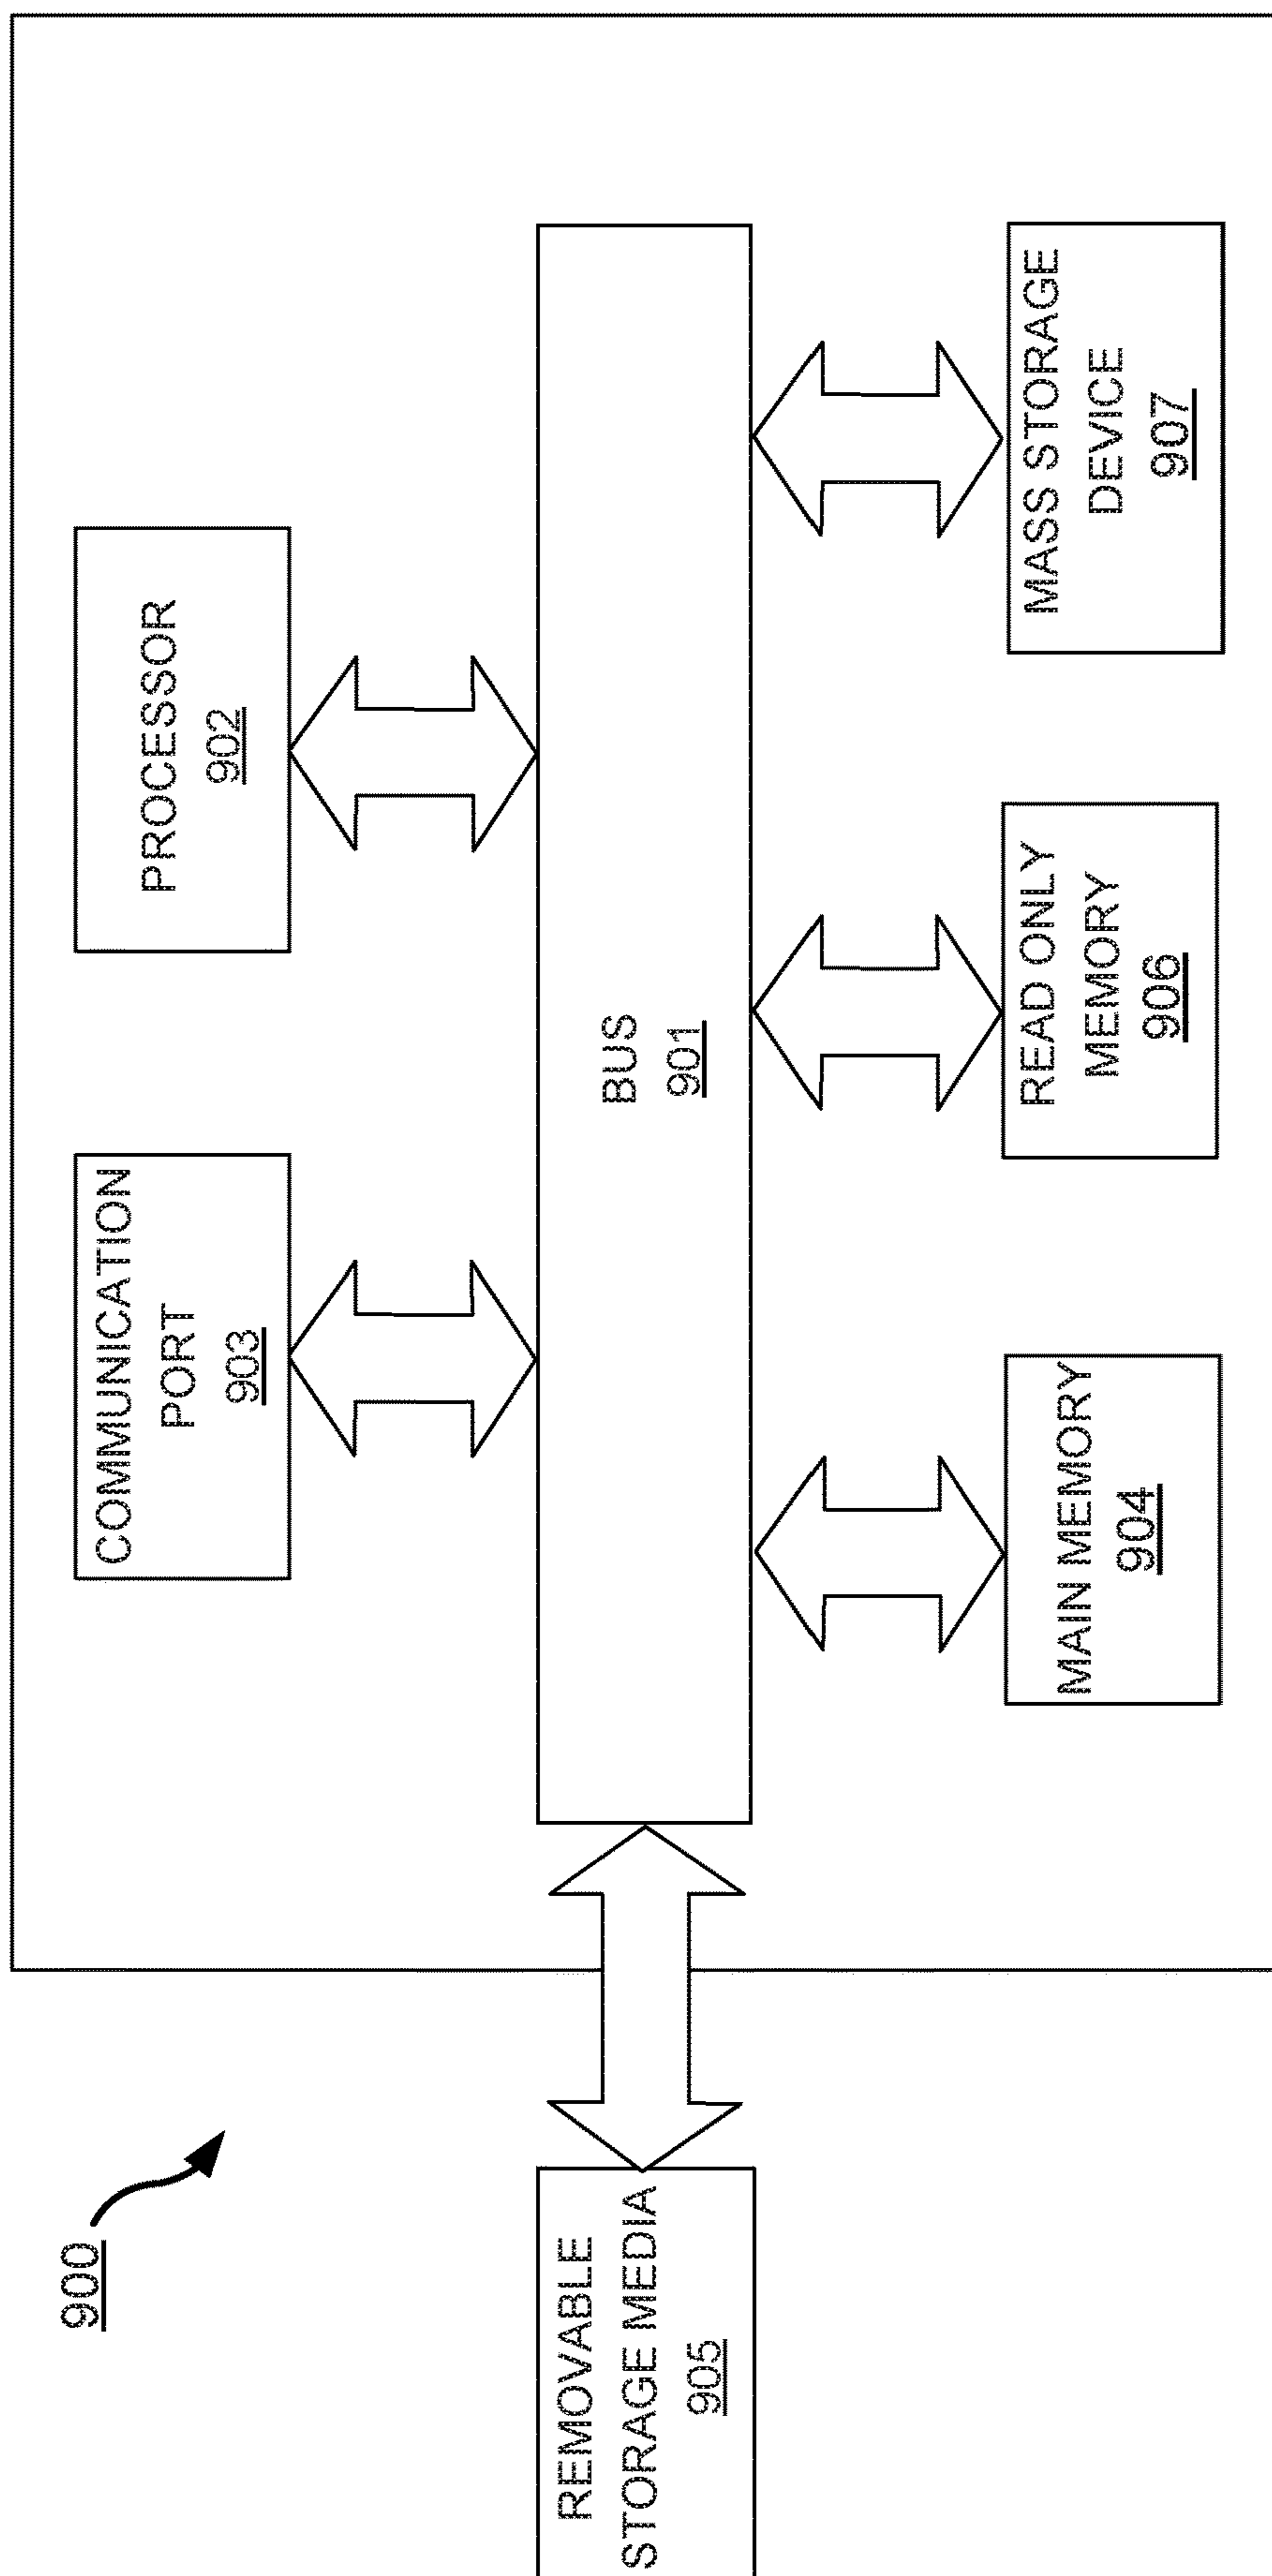 900
COMMUNICATION
PORT
903
PROCESSOR
902
REMOVABLE
STORAGE MEDIA
905
BUS
901
MAIN MEMORY
904
READ ONLY
MEMORY
906
MASS STORAGE
DEVICE
907